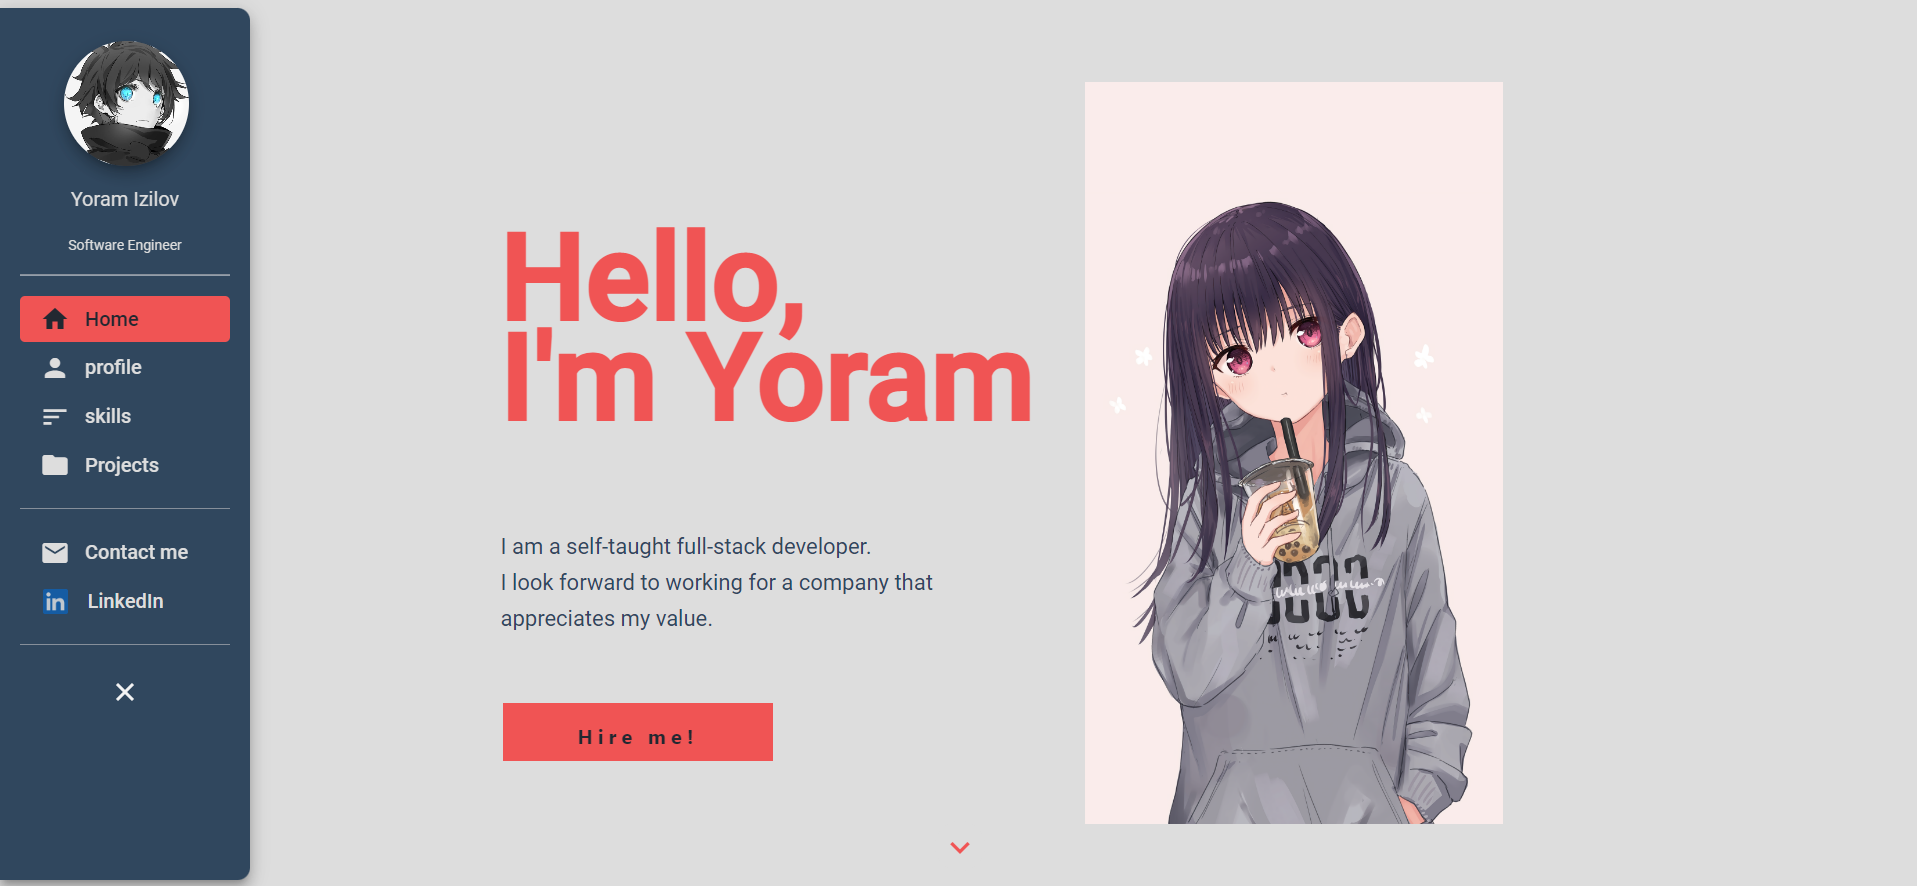 Yoram Izilov
Software Engineer
Home
profile
skills
Projects
Contact me
in LinkedIn
Hello,
I'm Yoram
I am a self-taught full-stack developer.
I look forward to working for a company that
appreciates my value.
Hire me!